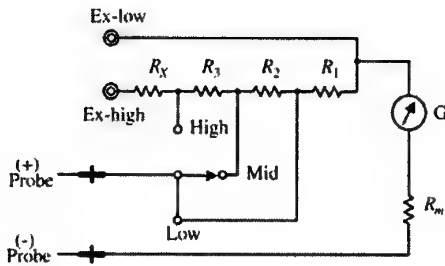 Ex-low
R_X R_3 R_2 R_1
Ex-high
G
High
(+)
Probe
Mid
Low
R_m
(-)
Probe